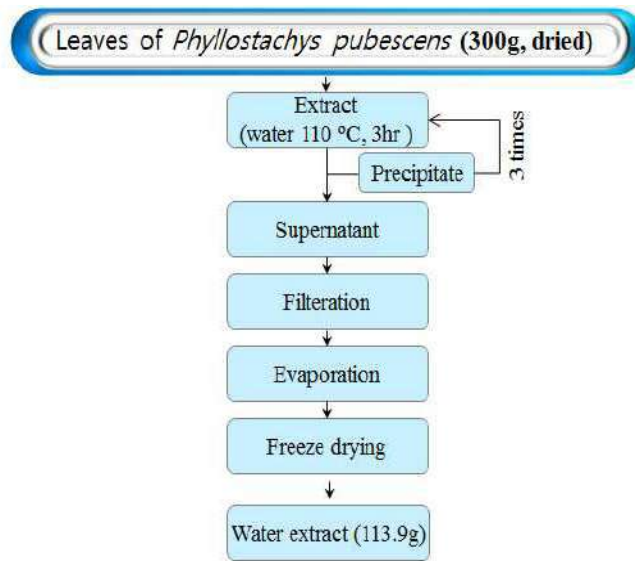 Leaves of Phyllostachys pubescens (300g, dried)
Extract
(water 110 ºC, 3hr )
3 times
Precipitate
Supernatant
Filteration
Evaporation
Freeze drying
Water extract (113.9g)